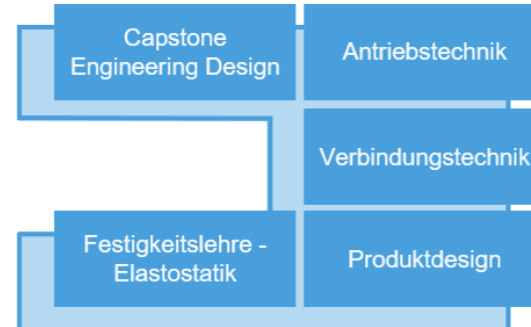 Capstone
Engineering Design
Antriebstechnik
Verbindungstechnik
Festigkeitslehre -
Elastostatik
Produktdesign